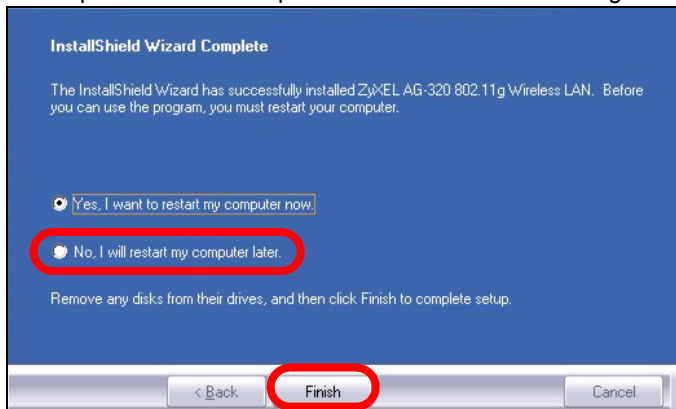 InstallShield Wizard Complete
The InstallShield Wizard has successfully installed ZyXEL AG-320 802.11g Wireless LAN. Before
you can use the program, you must restart your computer.
Yes, I want to restart my computer now.
No, I will restart my computer later.
Remove any disks from their drives, and then click Finish to complete setup.
< Back
Finish
Cancel